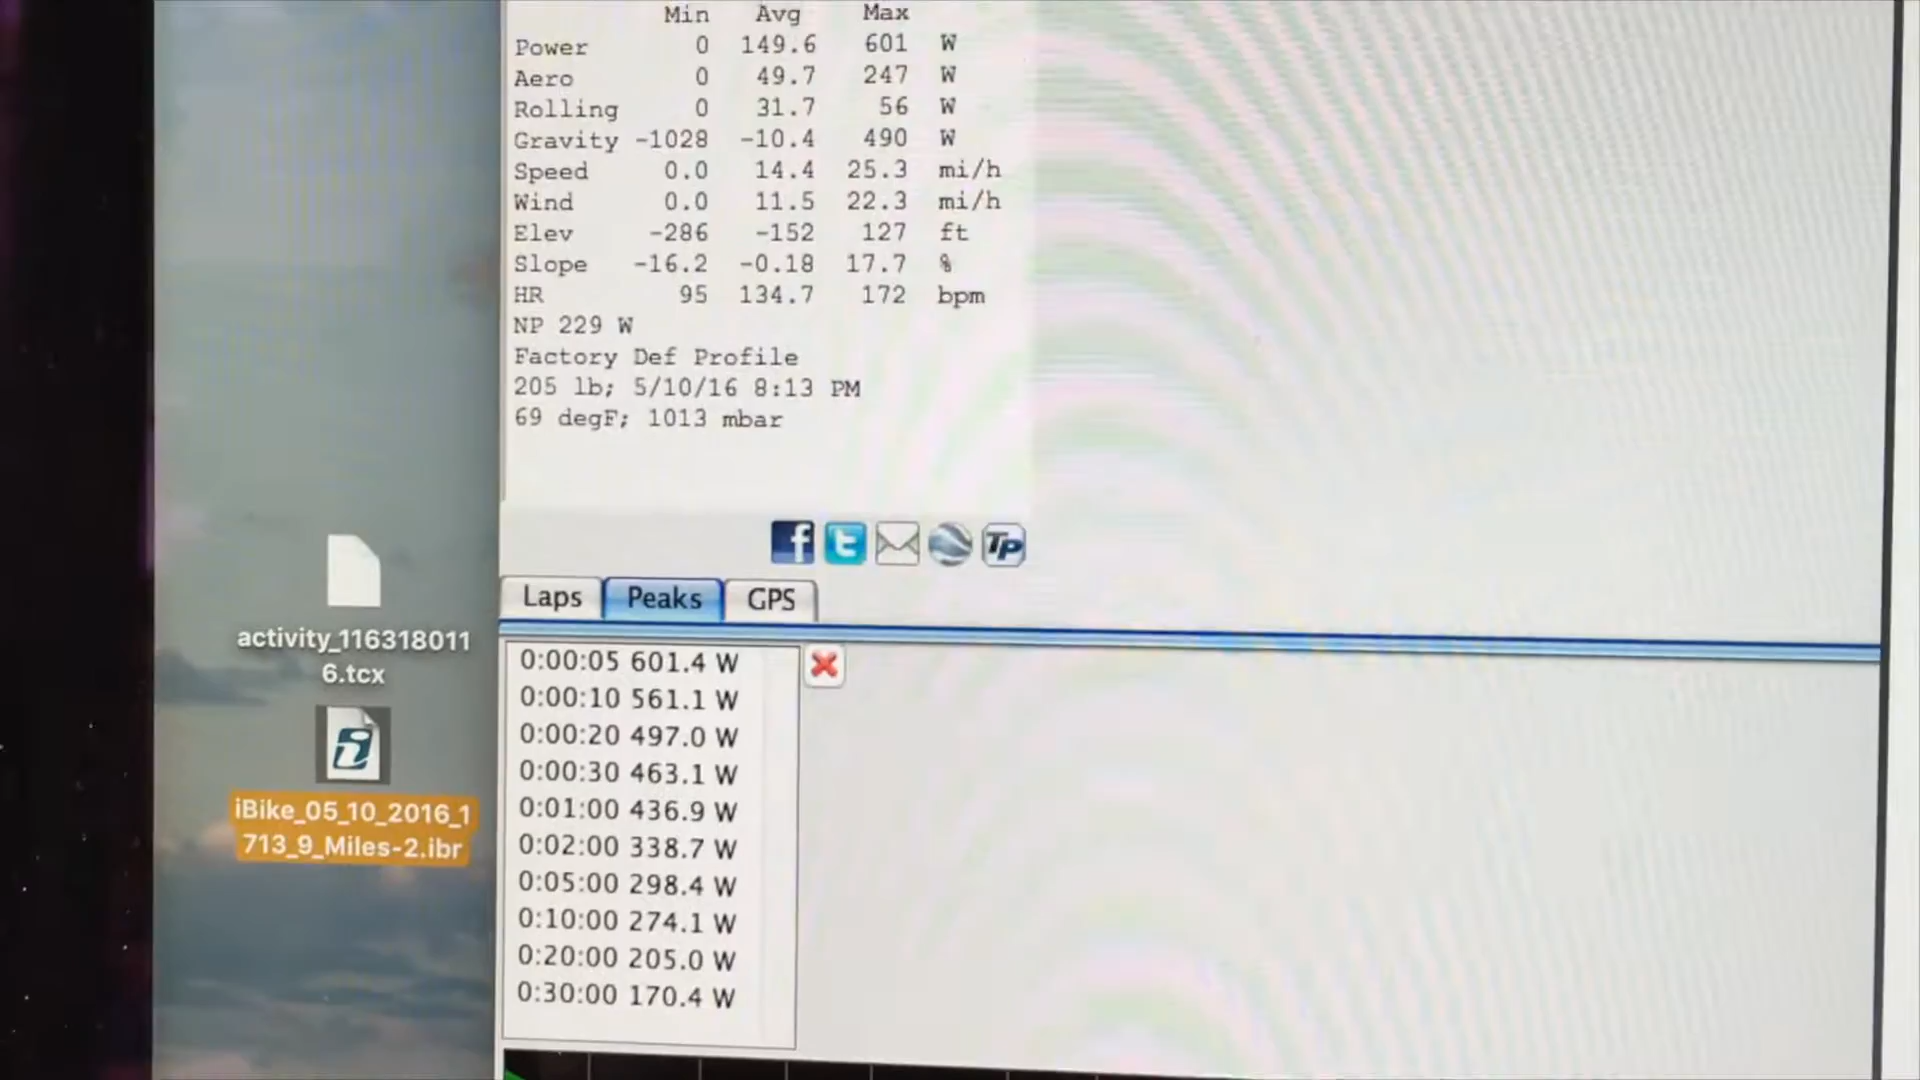 Min Avg Max
Power 0 149.6 601 W
Aero 0 49.7 247 W
Rolling 0 31.7 56 W
Gravity -1028 -10.4 490 W
Speed 0.0 14.4 25.3 mi/h
Wind 0.0 11.5 22.3 mi/h
Elev -286 -152 127 ft
Slope -16.2 -0.18 17.7 %
HR 95 134.7 172 bpm
NP 229 W
Factory Def Profile
205 lb; 5/10/16 8:13 PM
69 degF; 1013 mbar
f t TP
Laps Peaks GPS
0:00:05 601.4 W
0:00:10 561.1 W
0:00:20 497.0 W
0:00:30 463.1 W
0:01:00 436.9 W
0:02:00 338.7 W
0:05:00 298.4 W
0:10:00 274.1 W
0:20:00 205.0 W
0:30:00 170.4 W
activity_116318011
6.tcx
i
iBike_05_10_2016_1
713_9_Miles-2.ibr